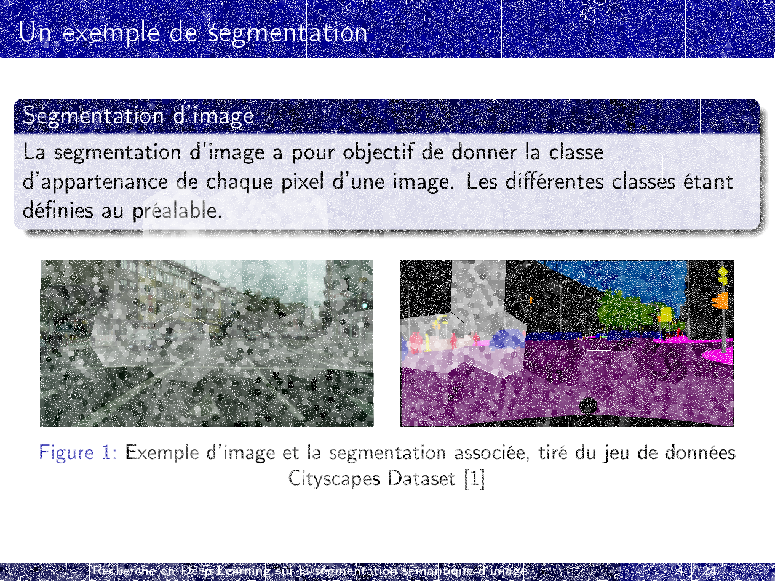 Un exemple de segmentation
Segmentation d'image
La segmentation d'image a pour objectif de donner la classe
d'appartenance de chaque pixel d'une image. Les différentes classes étant
définies au préalable.
Figure 1: Exemple d'image et la segmentation associée, tiré du jeu de données
Cityscapes Dataset [1]
Recherche en Deep Learning sur la segmentation sémantique d'image